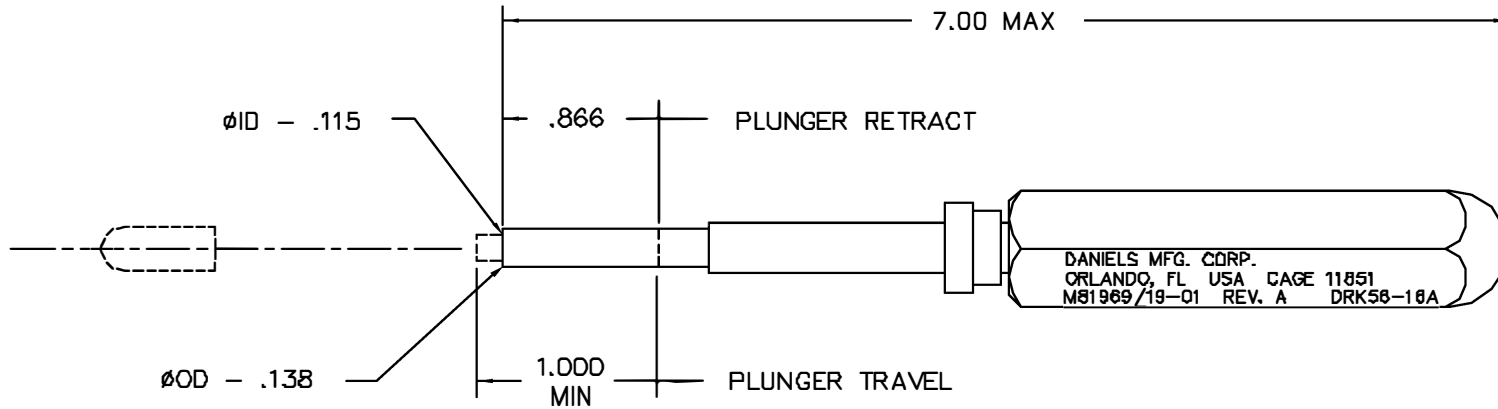 7.00 MAX
øID - .115
.866
PLUNGER RETRACT
DANIELS MFG. CORP.
ORLANDO, FL USA CAGE 11851
M81969/19-01 REV. A DRK56-16A
øOD - .138
1.000
MIN
PLUNGER TRAVEL